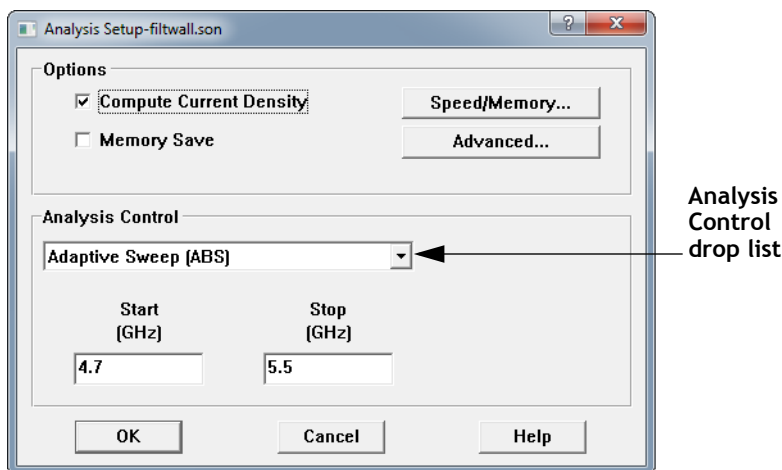 Analysis Setup-filtwall.son
Options
Compute Current Density
Speed/Memory...
Memory Save
Advanced...
Analysis Control
Adaptive Sweep (ABS)
Analysis
Control
drop list
Start
(GHz)
Stop
(GHz)
4.7
5.5
OK
Cancel
Help